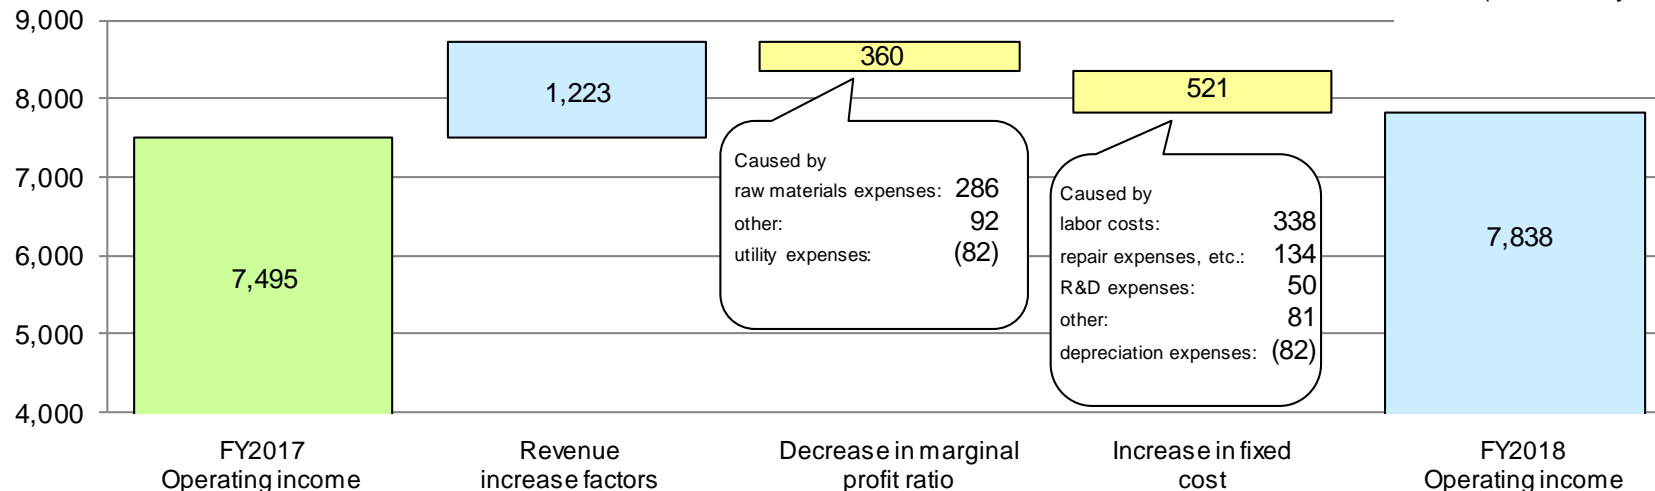 9,000
8,000
7,000
6,000
5,000
4,000
7,495
1,223
360
521
7,838
Caused by
raw materials expenses: 286
other: 92
utility expenses: (82)
Caused by
labor costs: 338
repair expenses, etc.: 134
R&D expenses: 50
other: 81
depreciation expenses: (82)
FY2017
Operating income
Revenue
increase factors
Decrease in marginal
profit ratio
Increase in fixed
cost
FY2018
Operating income